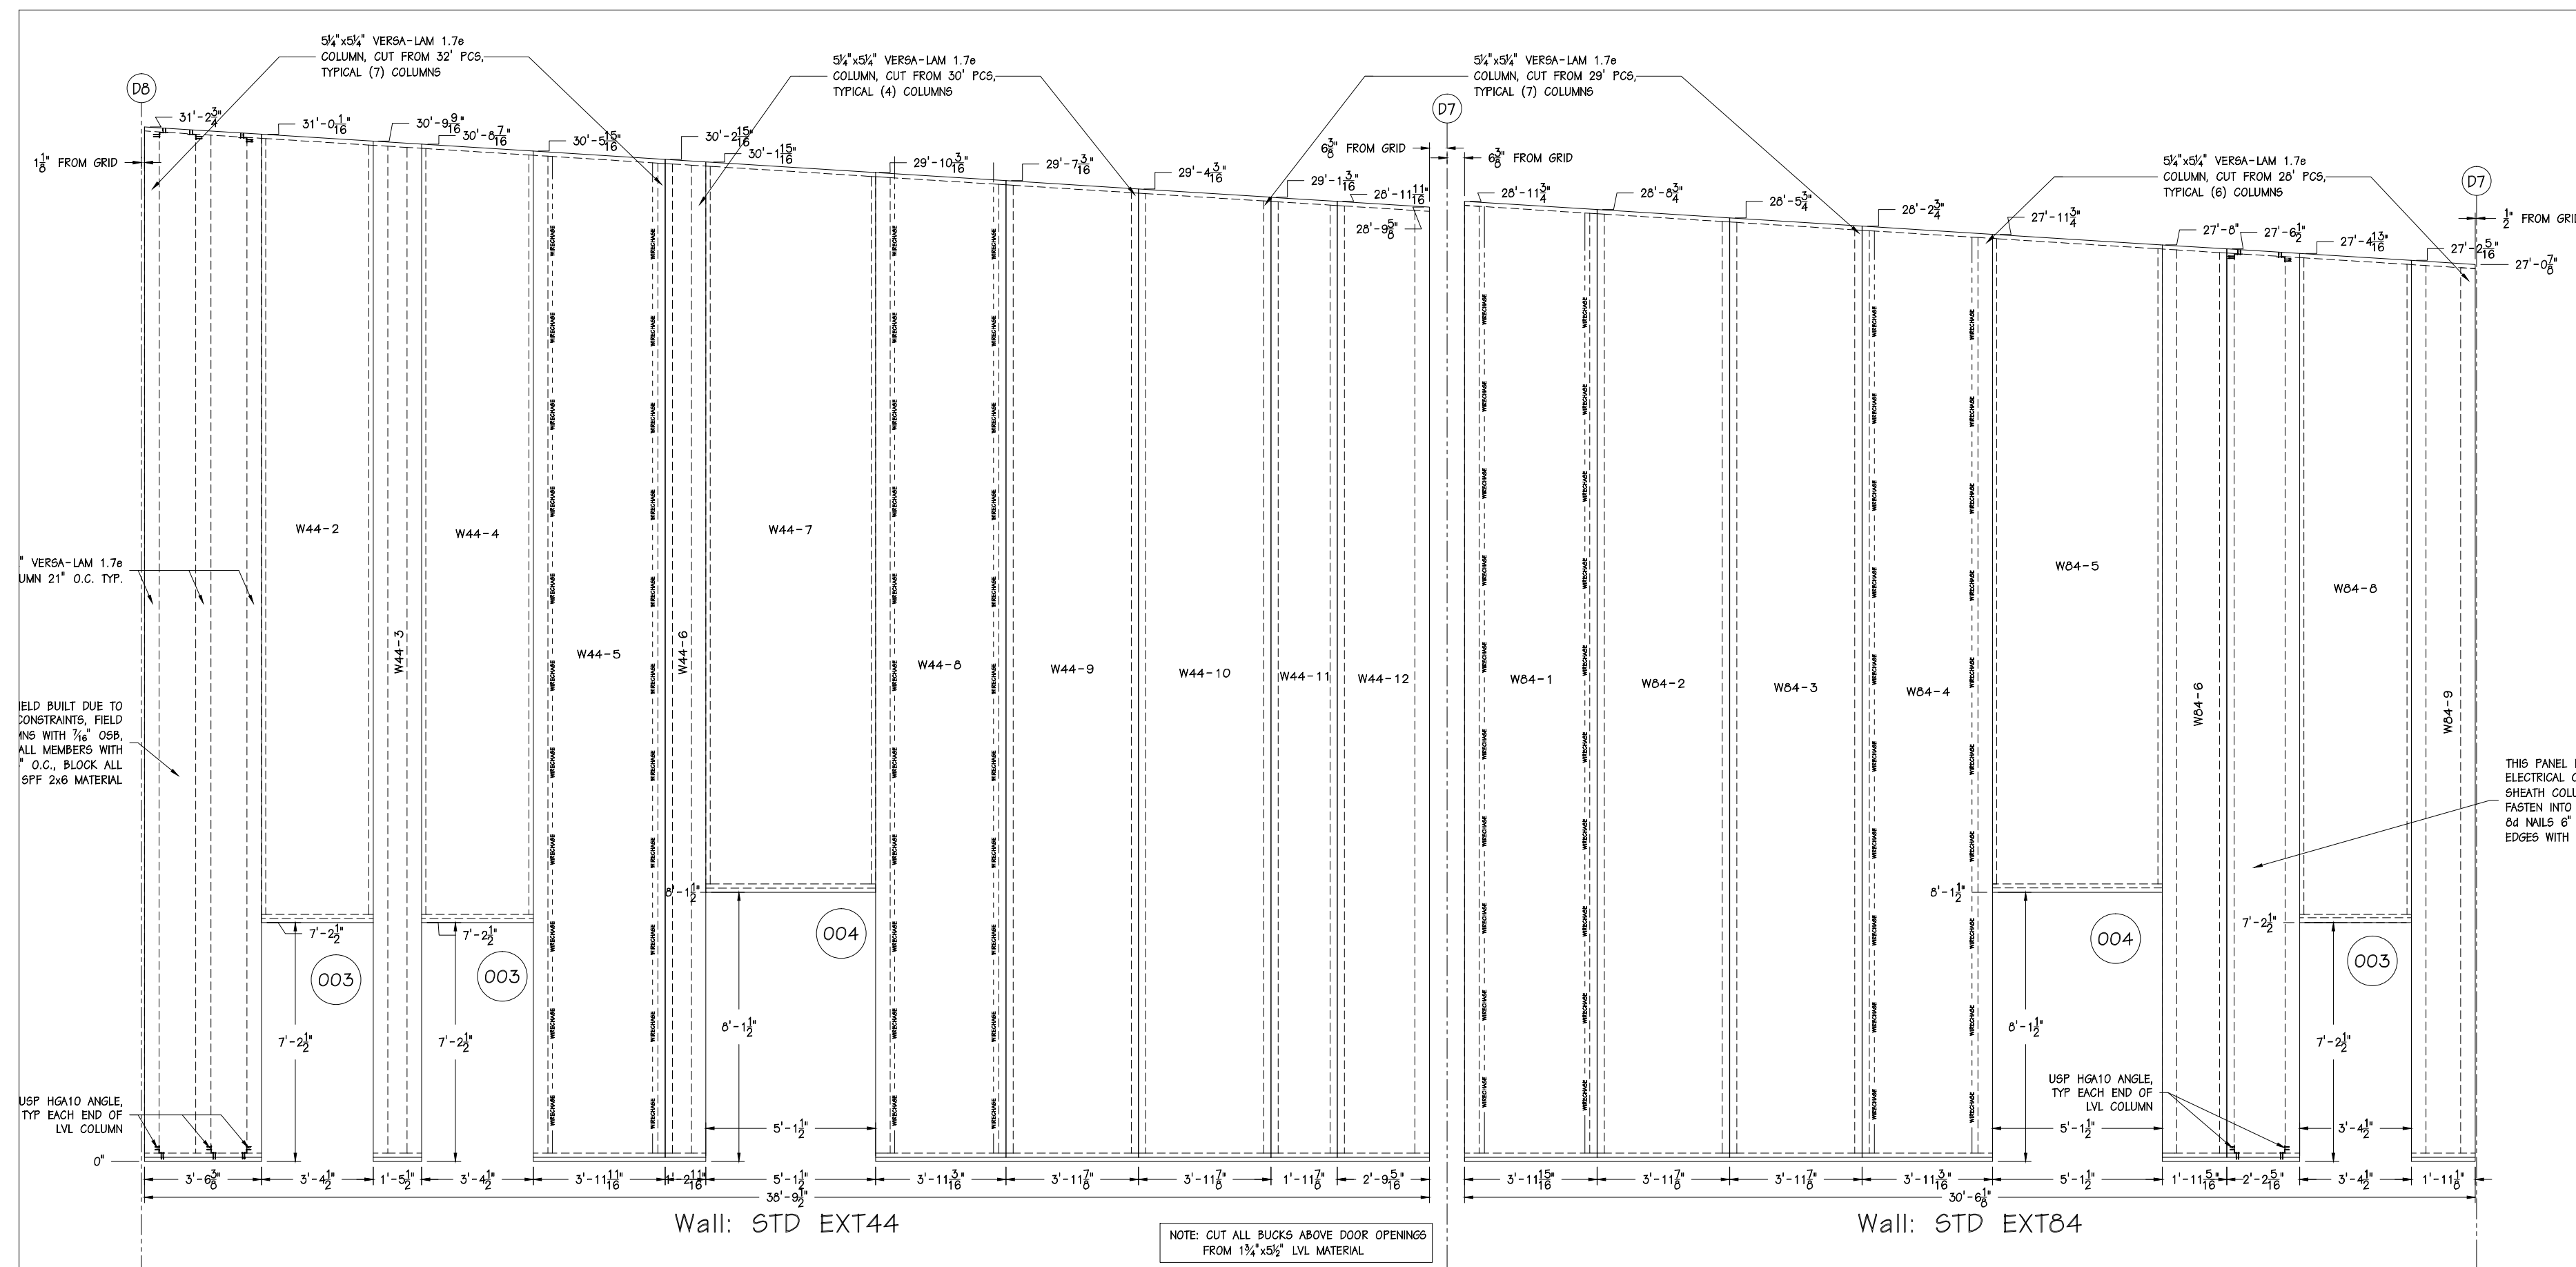 5¼"x5¼" VERSA-LAM 1.7e
COLUMN, CUT FROM 32' PCS,
TYPICAL (7) COLUMNS
5¼"x5¼" VERSA-LAM 1.7e
COLUMN, CUT FROM 30' PCS,
TYPICAL (4) COLUMNS
5¼"x5¼" VERSA-LAM 1.7e
COLUMN, CUT FROM 29' PCS,
TYPICAL (7) COLUMNS
5¼"x5¼" VERSA-LAM 1.7e
COLUMN, CUT FROM 28' PCS,
TYPICAL (6) COLUMNS
D8
D7
D7
1⅛" FROM GRID
6⅜" FROM GRID
6⅜" FROM GRID
½" FROM GRI
31'-2¾"
31'-0 1/16"
30'-9 9/16"
30'-8 7/16"
30'-5 15/16"
30'-2 15/16"
30'-1 15/16"
29'-10 3/16"
29'-7 3/16"
29'-4 3/16"
29'-1 3/16"
28'-11 11/16"
28'-9⅝"
28'-11¾"
28'-8¾"
28'-5¾"
28'-2¾"
27'-11¾"
27'-8"
27'-6½"
27'-4 13/16"
27'-2 5/16"
27'-0⅞"
W44-2
W44-3
W44-4
W44-5
W44-6
W44-7
W44-8
W44-9
W44-10
W44-11
W44-12
W84-1
W84-2
W84-3
W84-4
W84-5
W84-6
W84-8
W84-9
WIRECHASE
WIRECHASE
WIRECHASE
WIRECHASE
WIRECHASE
WIRECHASE
WIRECHASE
WIRECHASE
" VERSA-LAM 1.7e
UMN 21" O.C. TYP.
IELD BUILT DUE TO
CONSTRAINTS, FIELD
MNS WITH 7/16" OSB,
ALL MEMBERS WITH
" O.C., BLOCK ALL
SPF 2x6 MATERIAL
USP HGA10 ANGLE,
TYP EACH END OF
LVL COLUMN
0"
7'-2½"
7'-2½"
003
003
7'-2½"
7'-2½"
8'-1½"
004
8'-1½"
5'-1½"
8'-1½"
004
8'-1½"
5'-1½"
7'-2½"
003
7'-2½"
3'-4½"
USP HGA10 ANGLE,
TYP EACH END OF
LVL COLUMN
THIS PANEL
ELECTRICAL
SHEATH COLU
FASTEN INTO
8d NAILS 6"
EDGES WITH
3'-6⅜"
3'-4½"
1'-5½"
3'-4½"
3'-11 11/16"
1'-2 11/16"
5'-1½"
3'-11 3/16"
3'-11⅞"
3'-11⅞"
1'-11⅞"
2'-9 5/16"
38'-9½"
3'-11 15/16"
3'-11⅞"
3'-11⅞"
3'-11 3/16"
5'-1½"
1'-11 5/16"
2'-2 5/16"
3'-4½"
1'-11⅛"
30'-6⅛"
Wall: STD EXT44
Wall: STD EXT84
NOTE: CUT ALL BUCKS ABOVE DOOR OPENINGS
FROM 1¾"x5½" LVL MATERIAL